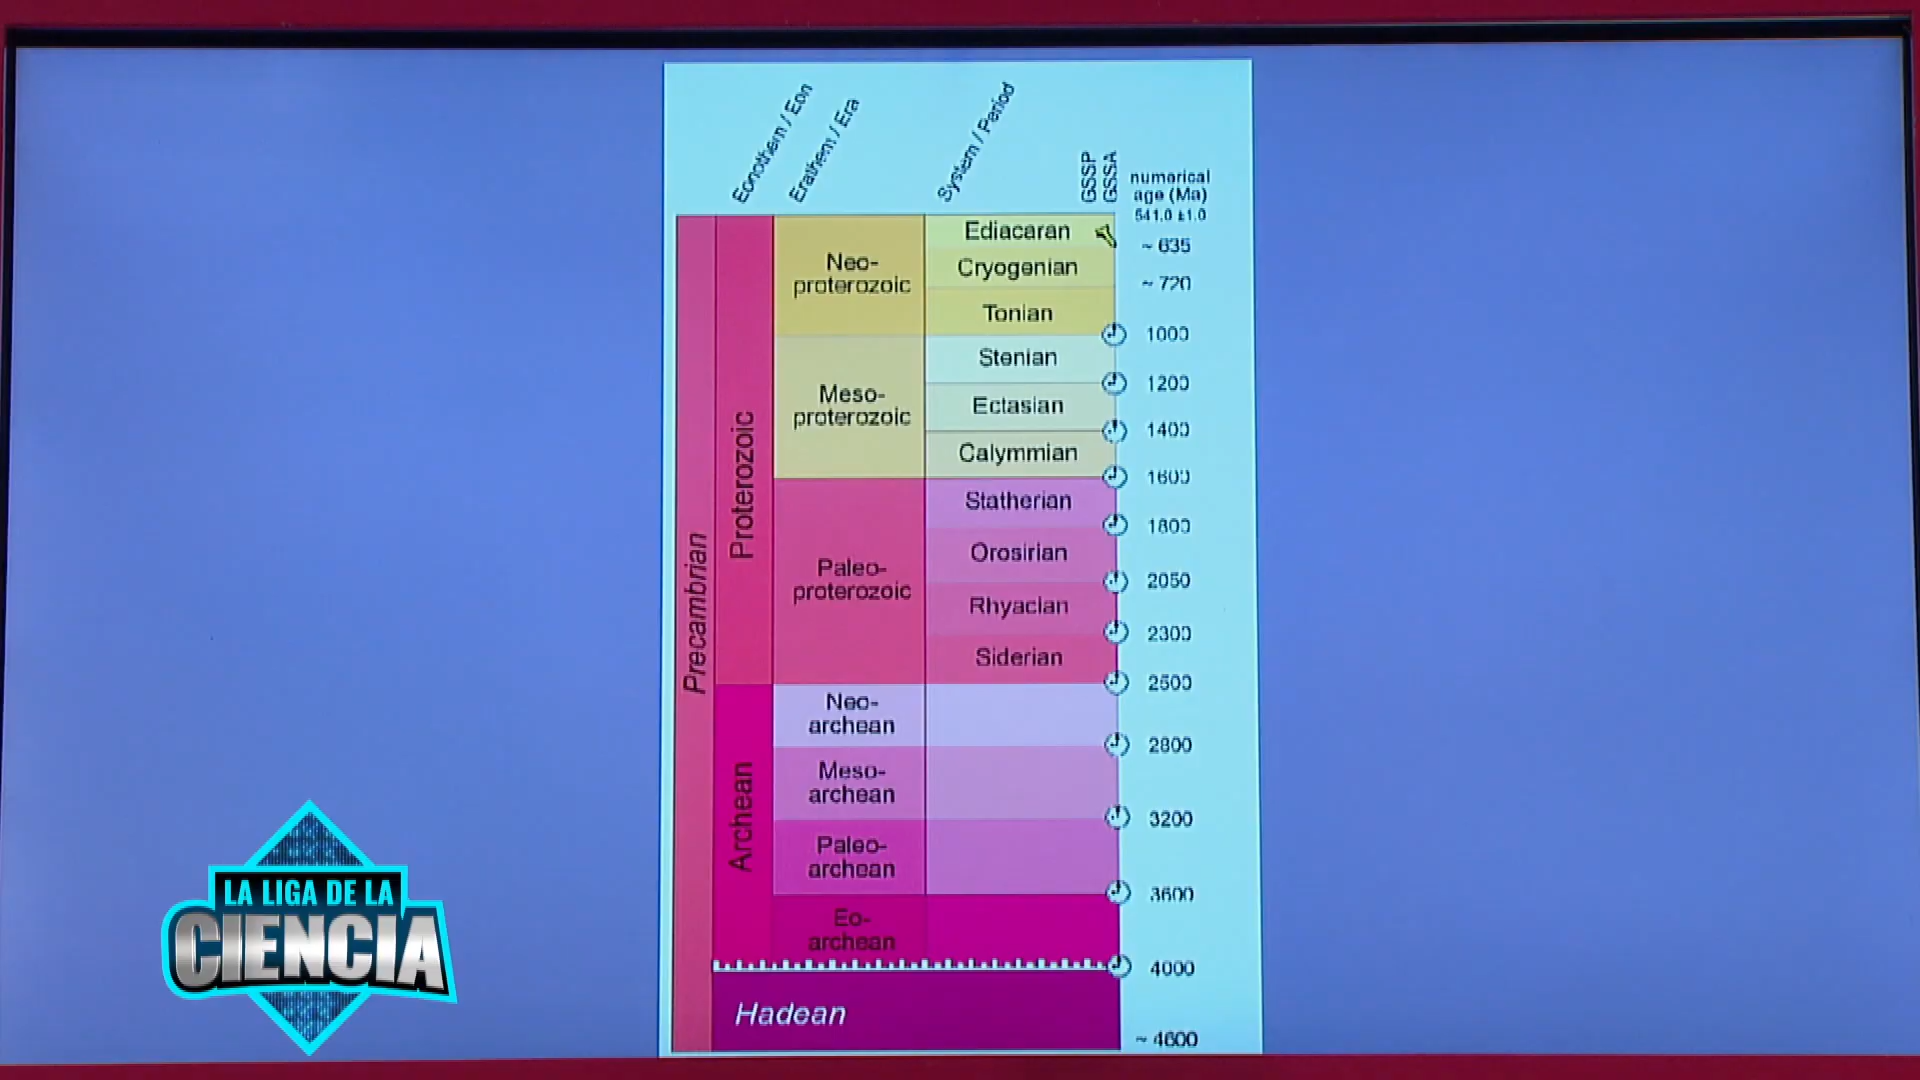 Eonothem / Eon
Erathem / Era
System / Period
GSSP
GSSA
numerical
age (Ma)
541.0 ±1.0
Precambrian
Proterozoic
Neo-
proterozoic
Ediacaran
~ 635
Cryogenian
~ 720
Tonian
1000
Meso-
proterozoic
Stenian
1200
Ectasian
1400
Calymmian
1600
Paleo-
proterozoic
Statherian
1800
Orosirian
2050
Rhyacian
2300
Siderian
2500
Archean
Neo-
archean
2800
Meso-
archean
3200
Paleo-
archean
3600
Eo-
archean
4000
Hadean
~ 4600
LA LIGA DE LA
CIENCIA